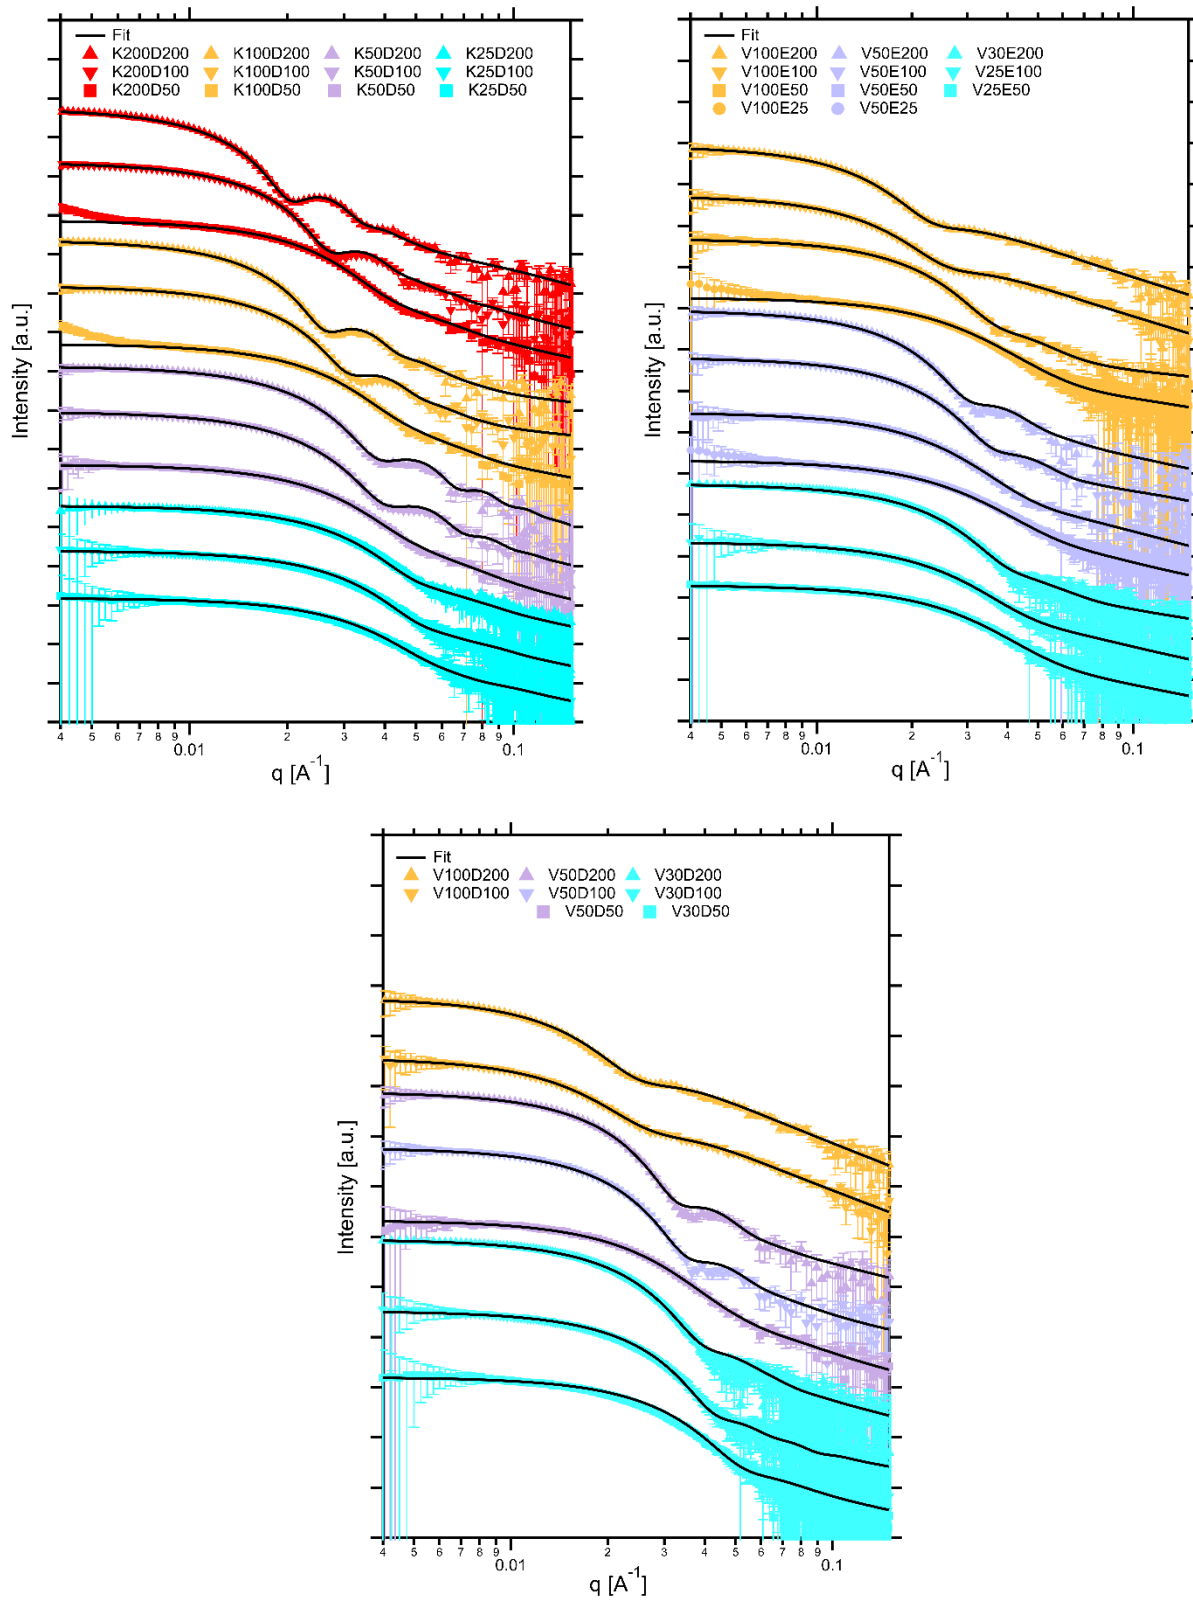 Fit
K200D200 K100D200 K50D200 K25D200
K200D100 K100D100 K50D100 K25D100
K200D50 K100D50 K50D50 K25D50
Intensity [a.u.]
4 5 6 7 8 9 0.01 2 3 4 5 6 7 8 9 0.1
q [A⁻¹]
Fit
V100E200 V50E200 V30E200
V100E100 V50E100 V25E100
V100E50 V50E50 V25E50
V100E25 V50E25
Intensity [a.u.]
4 5 6 7 8 9 0.01 2 3 4 5 6 7 8 9 0.1
q [A⁻¹]
Fit
V100D200 V50D200 V30D200
V100D100 V50D100 V30D100
V50D50 V30D50
Intensity [a.u.]
4 5 6 7 8 9 0.01 2 3 4 5 6 7 8 9 0.1
q [A⁻¹]